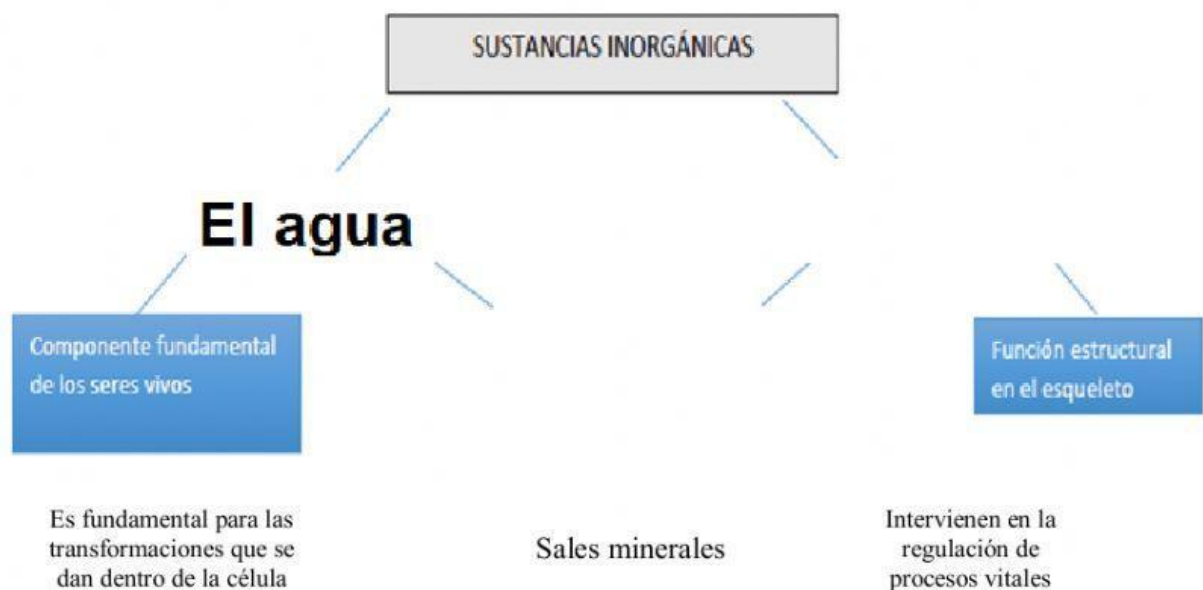 SUSTANCIAS INORGÁNICAS
El agua
Componente fundamental
de los seres vivos
Función estructural
en el esqueleto
Es fundamental para las
transformaciones que se
dan dentro de la célula
Sales minerales
Intervienen en la
regulación de
procesos vitales